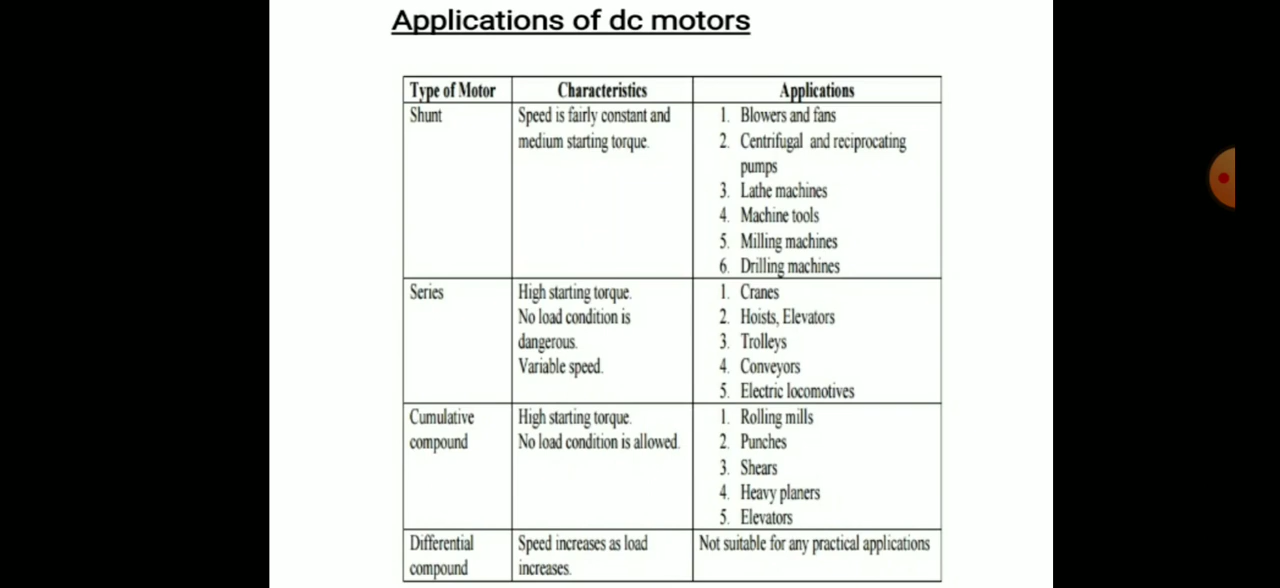 Applications of dc motors
Type of Motor Characteristics Applications
Shunt Speed is fairly constant and 1. Blowers and fans
medium starting torque. 2. Centrifugal and reciprocating
pumps
3. Lathe machines
4. Machine tools
5. Milling machines
6. Drilling machines
Series High starting torque. 1. Cranes
No load condition is 2. Hoists, Elevators
dangerous. 3. Trolleys
Variable speed. 4. Conveyors
5. Electric locomotives
Cumulative High starting torque. 1. Rolling mills
compound No load condition is allowed. 2. Punches
3. Shears
4. Heavy planers
5. Elevators
Differential Speed increases as load Not suitable for any practical applications
compound increases.